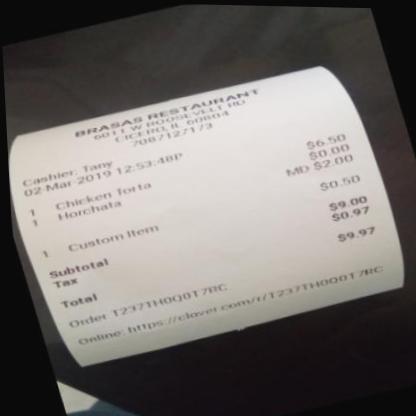 BRASAS RESTAURANT
6011 W ROOSEVELT RD
CICERO, IL 60804
7087127173
Cashier: Tany
02-Mar-2019 12:53:48P
1 Chicken Torta $6.50
1 Horchata $0.00
MD $2.00
1 Custom Item $0.50
Subtotal $9.00
Tax $0.97
Total $9.97
Order T237TH0Q0T7RC
Online: https://clover.com/r/T237TH0Q0T7RC